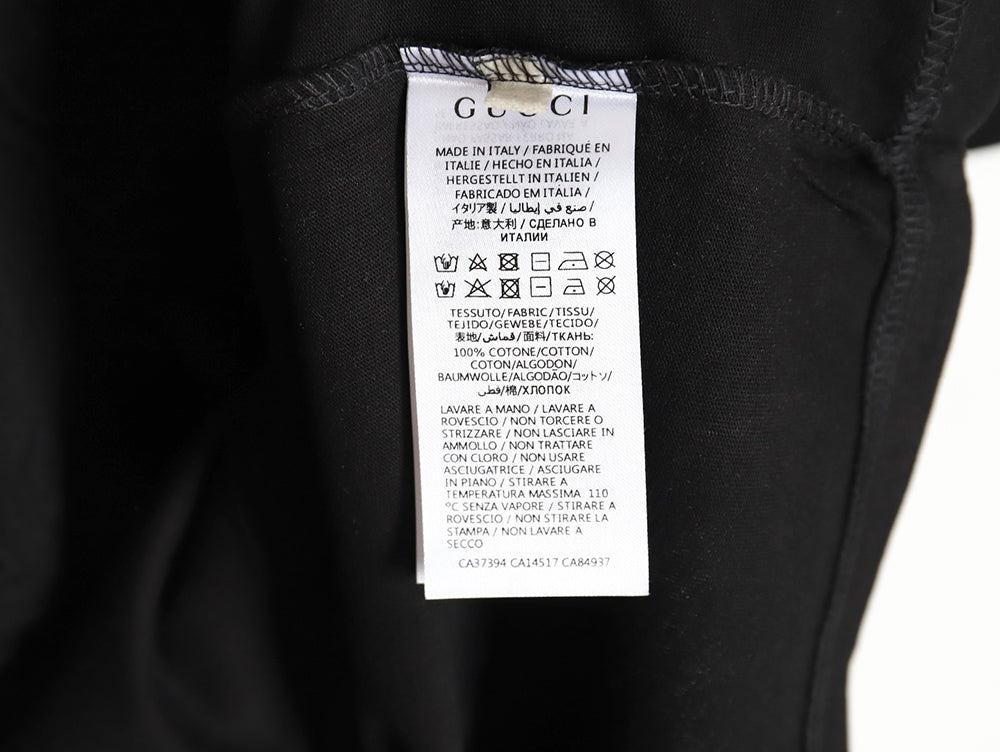 GUCCI
MADE IN ITALY / FABRIQUÉ EN
ITALIE / HECHO EN ITALIA /
HERGESTELLT IN ITALIEN /
FABRICADO EM ITALIA /
イタリア製 / صنع في إيطاليا /
产地:意大利 / СДЕЛАНО В
ИТАЛИИ
TESSUTO/FABRIC/TISSU/
TEJIDO/GEWEBE/TECIDO/
表地/قماش/面料/ТКАНЬ:
100% COTONE/COTTON/
COTON/ALGODON/
BAUMWOLLE/ALGODÃO/コットン/
قطن/棉/ХЛОПОК
LAVARE A MANO / LAVARE A
ROVESCIO / NON TORCERE O
STRIZZARE / NON LASCIARE IN
AMMOLLO / NON TRATTARE
CON CLORO / NON USARE
ASCIUGATRICE / ASCIUGARE
IN PIANO / STIRARE A
TEMPERATURA MASSIMA 110
°C SENZA VAPORE / STIRARE A
ROVESCIO / NON STIRARE LA
STAMPA / NON LAVARE A
SECCO
CA37394 CA14517 CA84937